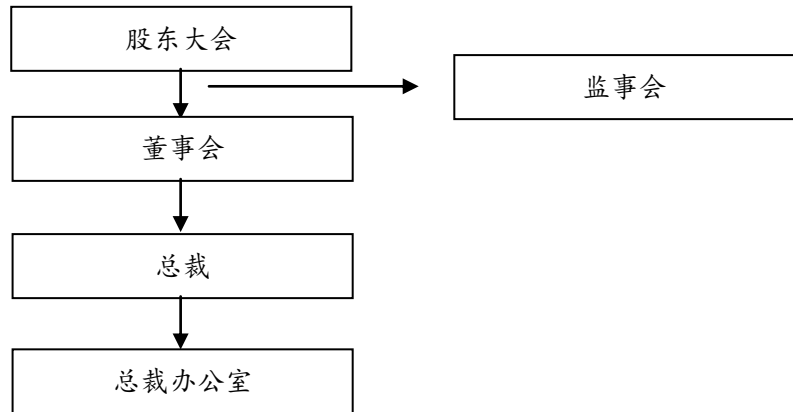 股东大会
监事会
董事会
总裁
总裁办公室